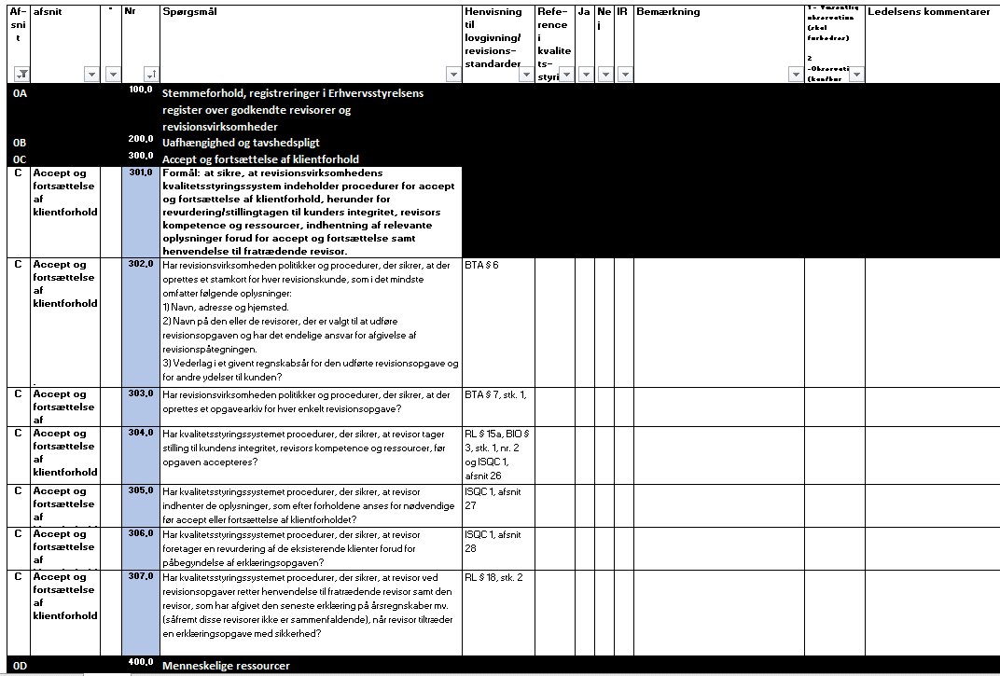 Af-
sni
t
afsnit
Nr
Spørgsmål
Henvisning
til
lovgivning/
revisions-
standarder
Refe-
rence
i
kvalite
ts-
styri
Ja
Ne
j
IR
Bemærkning
observation
(skal
forbedres)
2
Ledelsens kommentarer
0A
100,0
Stemmeforhold, registreringer i Erhvervsstyrelsens
register over godkendte revisorer og
revisionsvirksomheder
0B
200,0
Uafhængighed og tavshedspligt
0C
300,0
Accept og fortsættelse af klientforhold
C
Accept og
fortsættelse
af
klientforhold
301,0
Formål: at sikre, at revisionsvirksomhedens
kvalitetsstyringssystem indeholder procedurer for accept
og fortsættelse af klientforhold, herunder for
revurdering/stillingtagen til kunders integritet, revisors
kompetence og ressourcer, indhentning af relevante
oplysninger forud for accept og fortsættelse samt
henvendelse til fratrædende revisor.
C
Accept og
fortsættelse
af
klientforhold
.
302,0
Har revisionsvirksomheden politikker og procedurer, der sikrer, at der
oprettes et stamkort for hver revisionskunde, som i det mindste
omfatter følgende oplysninger:
1) Navn, adresse og hjemsted.
2) Navn på den eller de revisorer, der er valgt til at udføre
revisionsopgaven og har det endelige ansvar for afgivelse af
revisionspåtegningen.
3) Vederlag i et givent regnskabsår for den udførte revisionsopgave og
for andre ydelser til kunden?
BTA § 6
C
Accept og
fortsættelse
af
303,0
Har revisionsvirksomheden politikker og procedurer, der sikrer, at der
oprettes et opgavearkiv for hver enkelt revisionsopgave?
BTA § 7, stk. 1,
C
Accept og
fortsættelse
af
klientforhold
304,0
Har kvalitetsstyringssystemet procedurer, der sikrer, at revisor tager
stilling til kundens integritet, revisors kompetence og ressourcer, før
opgaven accepteres?
RL § 15a, BIO §
3, stk. 1, nr. 2
og ISQC 1,
afsnit 26
C
Accept og
fortsættelse
af
305,0
Har kvalitetsstyringssystemet procedurer, der sikrer, at revisor
indhenter de oplysninger, som efter forholdene anses for nødvendige
før accept eller fortsættelse af klientforholdet?
ISQC 1, afsnit
27
C
Accept og
fortsættelse
af
306,0
Har kvalitetsstyringssystemet procedurer, der sikrer, at revisor
foretager en revurdering af de eksisterende klienter forud for
påbegyndelse af erklæringsopgaven?
ISQC 1, afsnit
28
C
Accept og
fortsættelse
af
klientforhold
307,0
Har kvalitetsstyringssystemet procedurer, der sikrer, at revisor ved
revisionsopgaver retter henvendelse til fratrædende revisor samt den
revisor, som har afgivet den seneste erklæring på årsregnskaber mv.
(såfremt disse revisorer ikke er sammenfaldende), når revisor tiltræder
en erklæringsopgave med sikkerhed?
RL § 18, stk. 2
0D
400,0
Menneskelige ressourcer